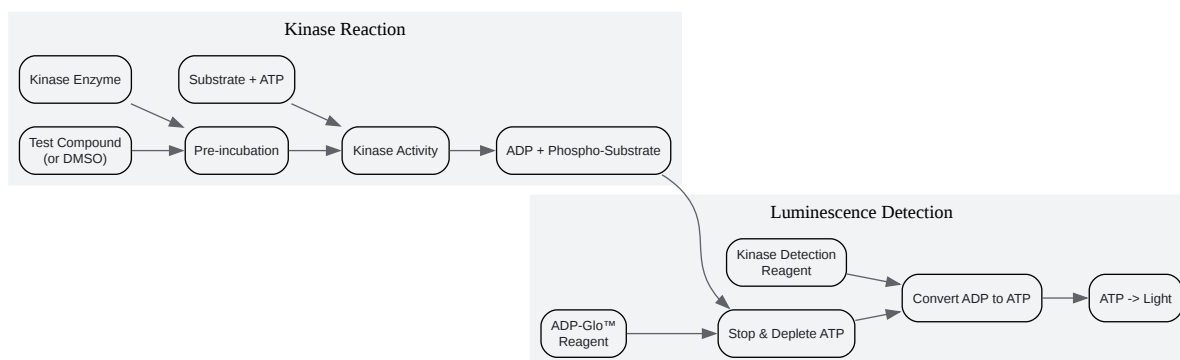 Kinase Reaction
Kinase Enzyme
Substrate + ATP
Test Compound
(or DMSO)
Pre-incubation
Kinase Activity
ADP + Phospho-Substrate
Luminescence Detection
Kinase Detection
Reagent
Convert ADP to ATP
ATP -> Light
ADP-Glo™
Reagent
Stop & Deplete ATP